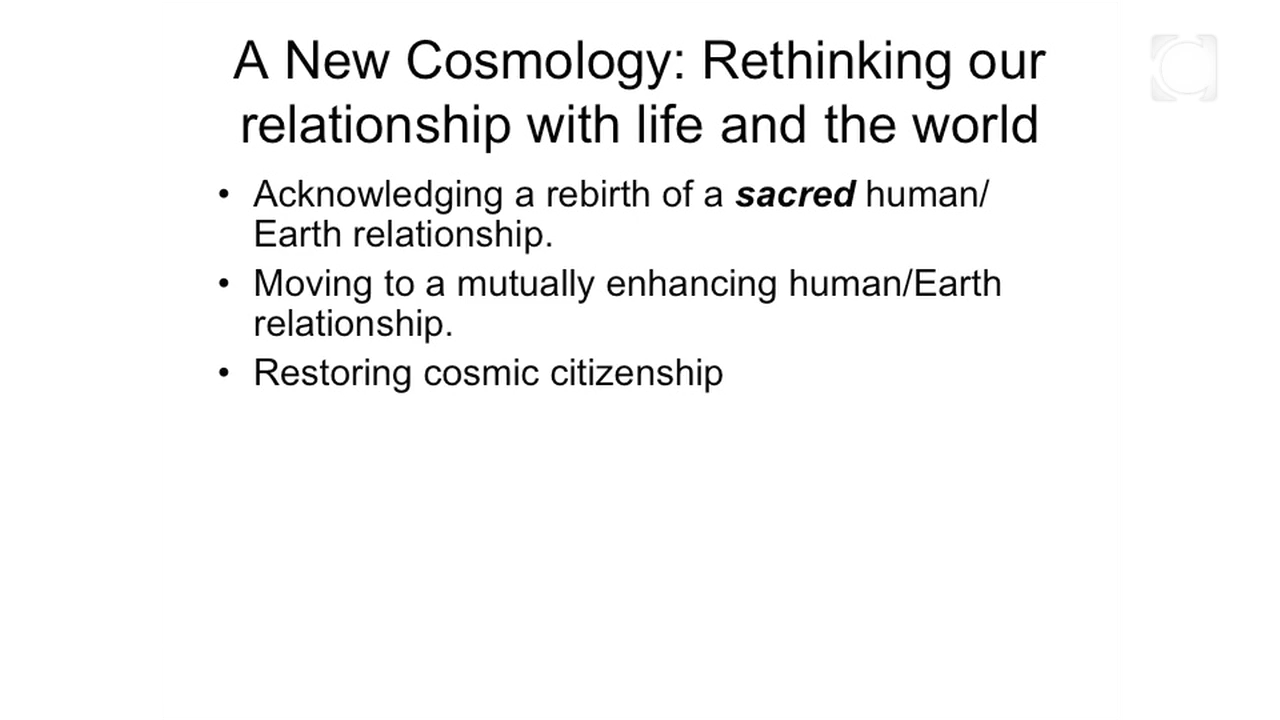 A New Cosmology: Rethinking our
relationship with life and the world
• Acknowledging a rebirth of a sacred human/
Earth relationship.
• Moving to a mutually enhancing human/Earth
relationship.
• Restoring cosmic citizenship